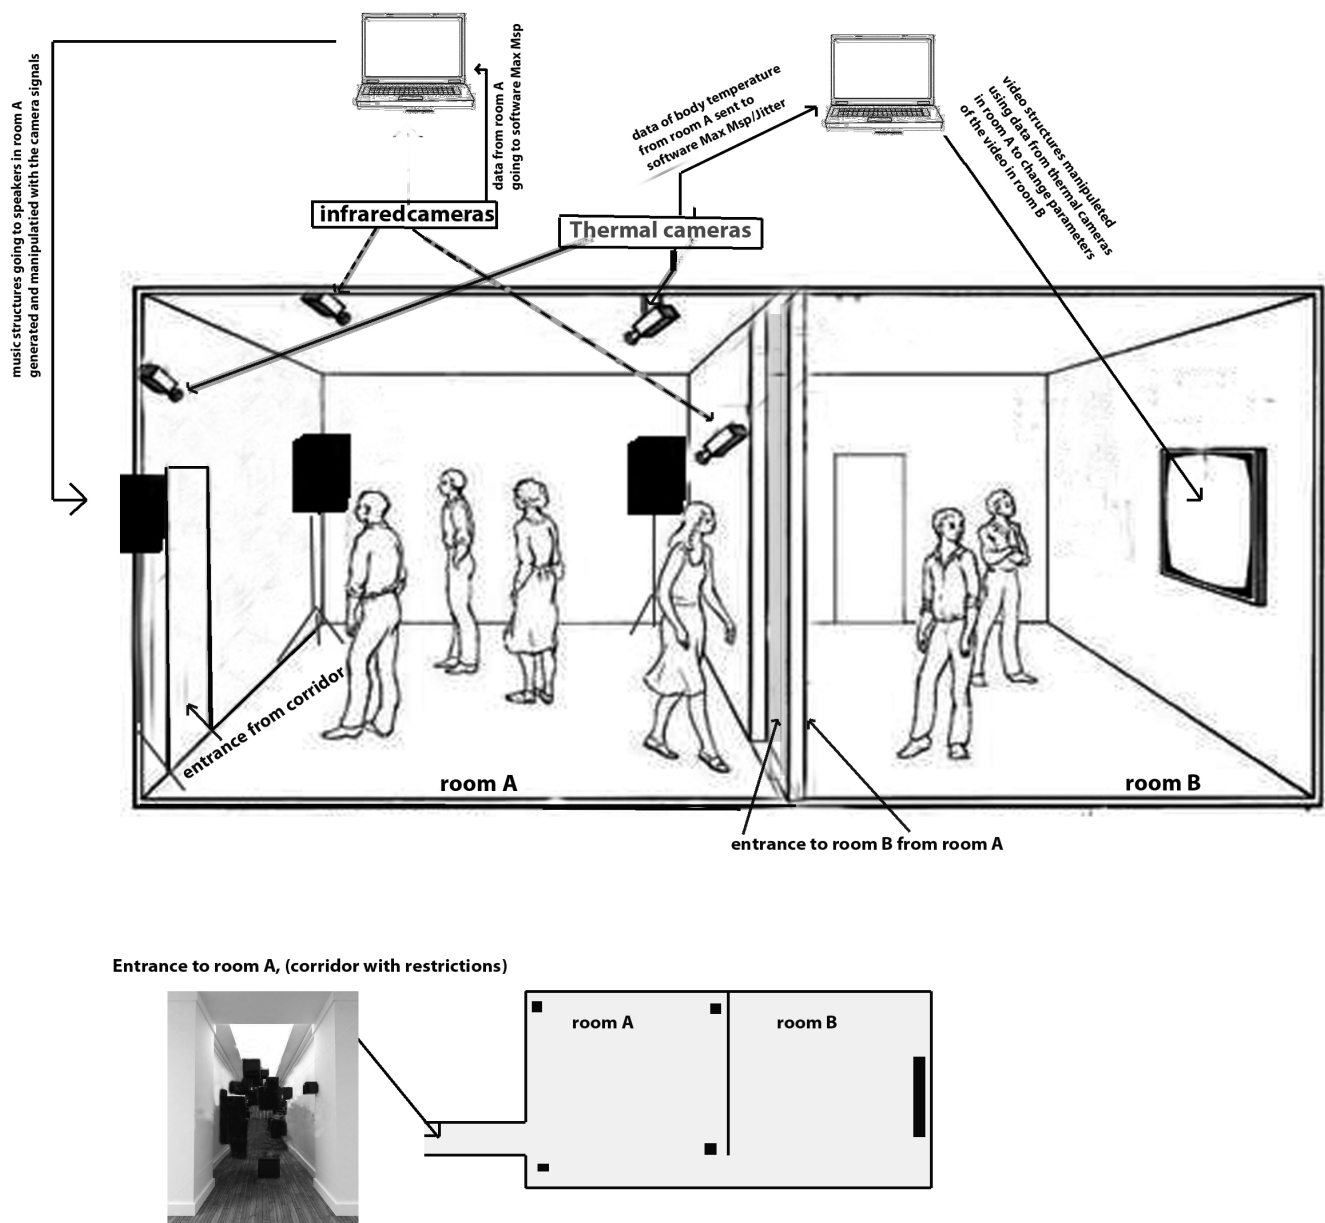 music structures going to speakers in room A
generated and manipulatied with the camera signals
data from room A
going to software Max Msp
data of body temperature
from room A sent to
software Max Msp/Jitter
video structures manipuleted
using data from thermal cameras
in room A to change parameters
of the video in room B
infraredcameras
Thermal cameras
entrance from corridor
room A
room B
entrance to room B from room A
Entrance to room A, (corridor with restrictions)
room A
room B